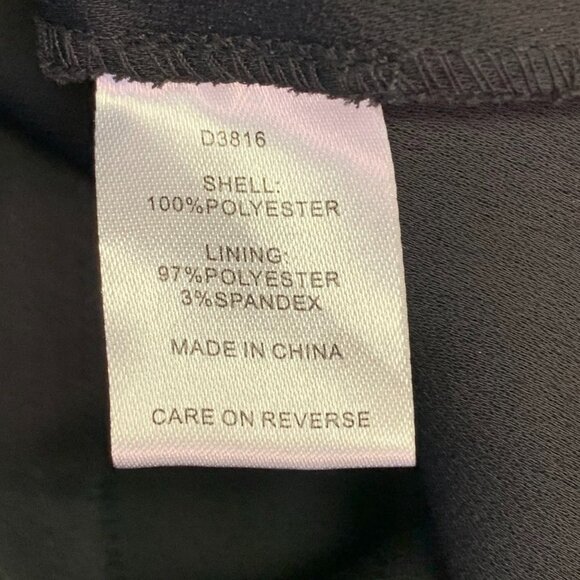 D3816
SHELL:
100%POLYESTER
LINING:
97%POLYESTER
3%SPANDEX
MADE IN CHINA
CARE ON REVERSE